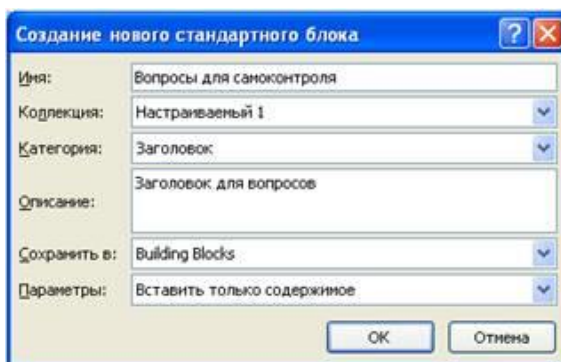 Создание нового стандартного блока
Имя: Вопросы для самоконтроля
Коллекция: Настраиваемый 1
Категория: Заголовок
Описание: Заголовок для вопросов
Сохранить в: Building Blocks
Параметры: Вставить только содержимое
ОК Отмена